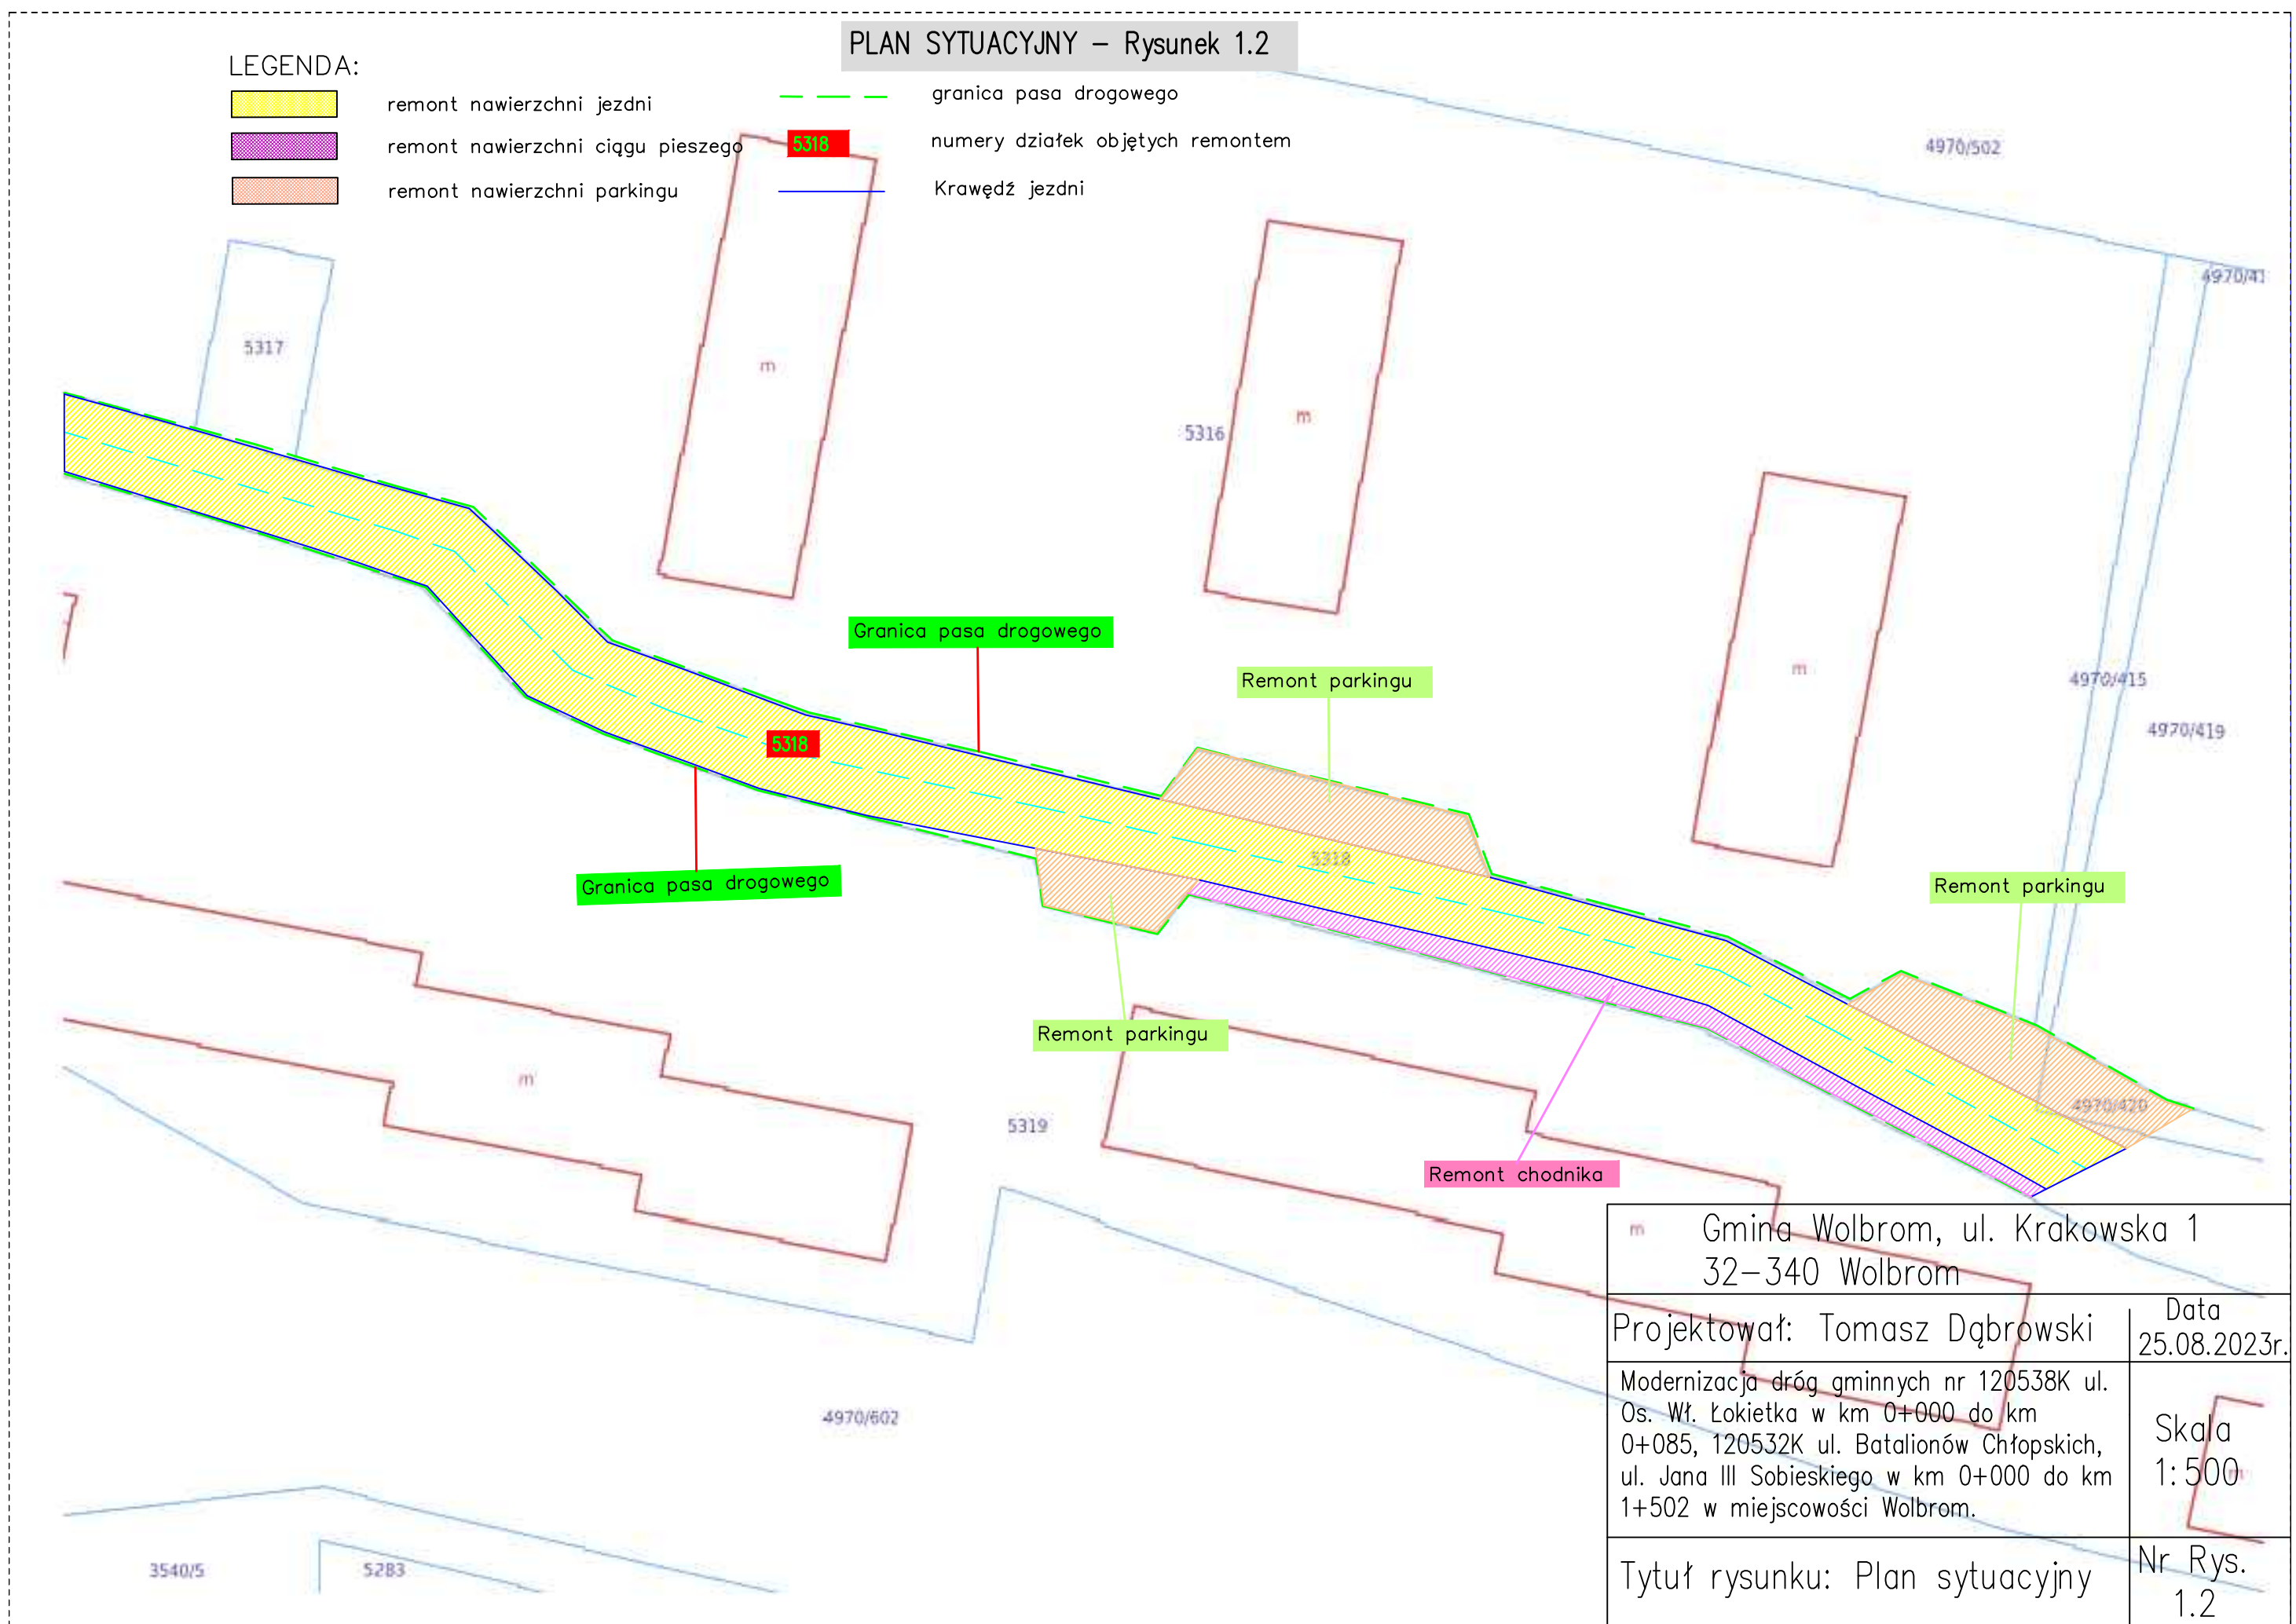 PLAN SYTUACYJNY – Rysunek 1.2
LEGENDA:
remont nawierzchni jezdni
remont nawierzchni ciągu pieszego
remont nawierzchni parkingu
granica pasa drogowego
5318
numery działek objętych remontem
Krawędź jezdni
4970/502
4970/41
5317
m
m
5316
m
4970/415
4970/419
Granica pasa drogowego
Remont parkingu
5318
5318
Granica pasa drogowego
Remont parkingu
Remont parkingu
4970/420
m
5319
Remont chodnika
4970/602
3540/5
5283
m
Gmina Wolbrom, ul. Krakowska 1
32–340 Wolbrom
Projektował: Tomasz Dąbrowski
Data
25.08.2023r.
Modernizacja dróg gminnych nr 120538K ul.
Os. Wł. Łokietka w km 0+000 do km
0+085, 120532K ul. Batalionów Chłopskich,
ul. Jana III Sobieskiego w km 0+000 do km
1+502 w miejscowości Wolbrom.
Skala
1:500
m
Tytuł rysunku: Plan sytuacyjny
Nr Rys.
1.2